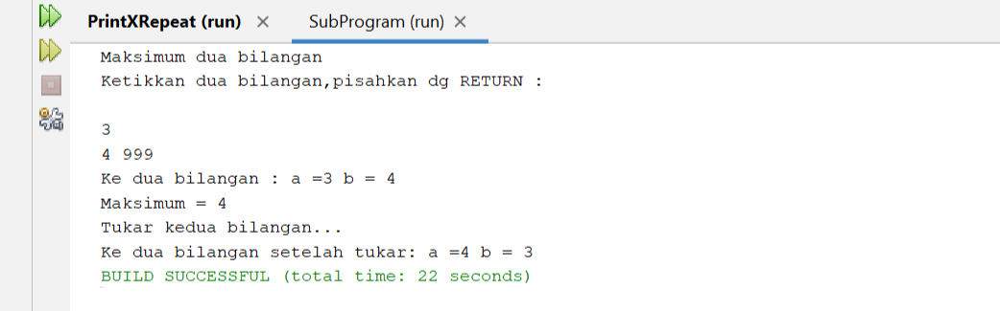 PrintXRepeat (run) × SubProgram (run) ×
Maksimum dua bilangan
Ketikkan dua bilangan,pisahkan dg RETURN :
3
4 999
Ke dua bilangan : a =3 b = 4
Maksimum = 4
Tukar kedua bilangan...
Ke dua bilangan setelah tukar: a =4 b = 3
BUILD SUCCESSFUL (total time: 22 seconds)